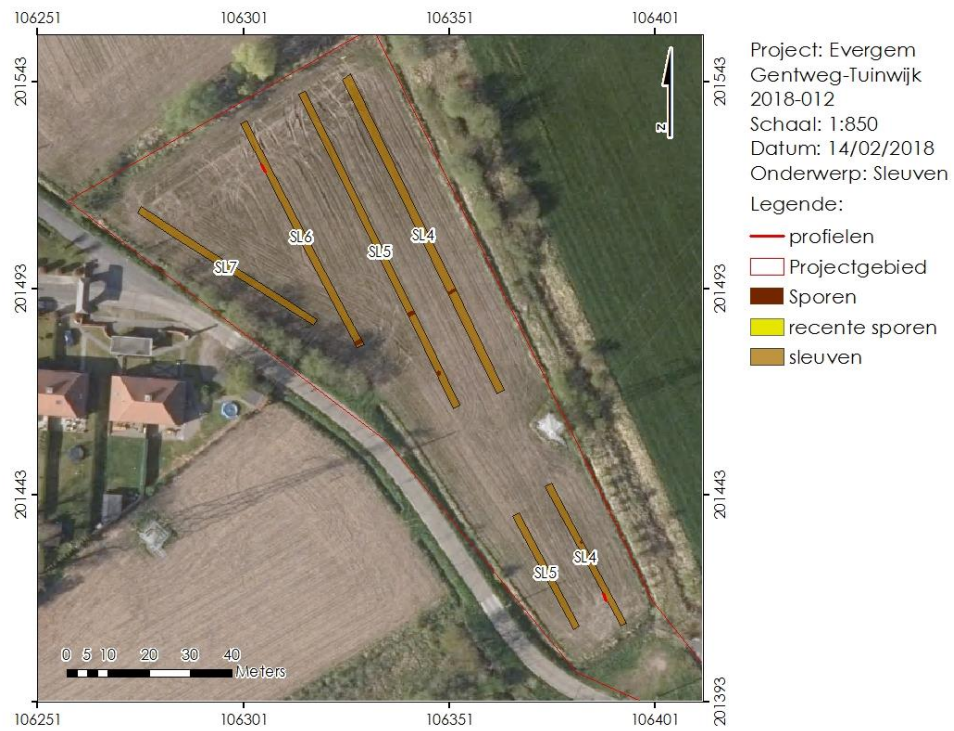 106251 106301 106351 106401
201543 201543
201493 201493
201443 201443
201393 201393
106251 106301 106351 106401
SL7
SL6
SL5
SL4
SL5
SL4
0 5 10 20 30 40
Meters
z
Project: Evergem
Gentweg-Tuinwijk
2018-012
Schaal: 1:850
Datum: 14/02/2018
Onderwerp: Sleuven
Legende:
profielen
Projectgebied
Sporen
recente sporen
sleuven